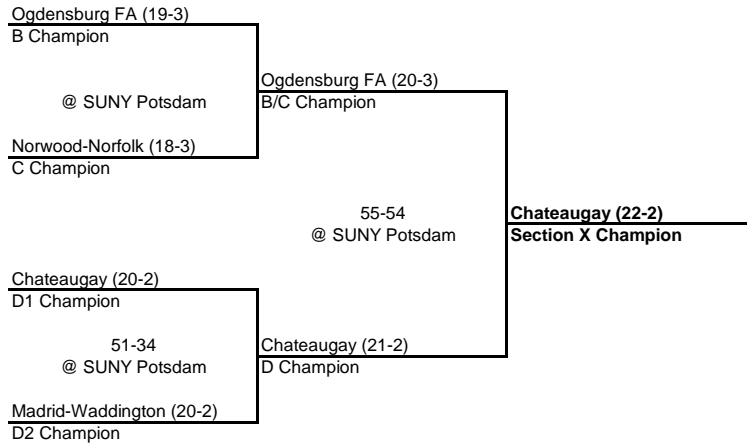 Ogdensburg FA (19-3)
B Champion
Ogdensburg FA (20-3)
@ SUNY Potsdam
B/C Champion
Norwood-Norfolk (18-3)
C Champion
55-54
Chateaugay (22-2)
@ SUNY Potsdam
Section X Champion
Chateaugay (20-2)
D1 Champion
51-34
Chateaugay (21-2)
@ SUNY Potsdam
D Champion
Madrid-Waddington (20-2)
D2 Champion